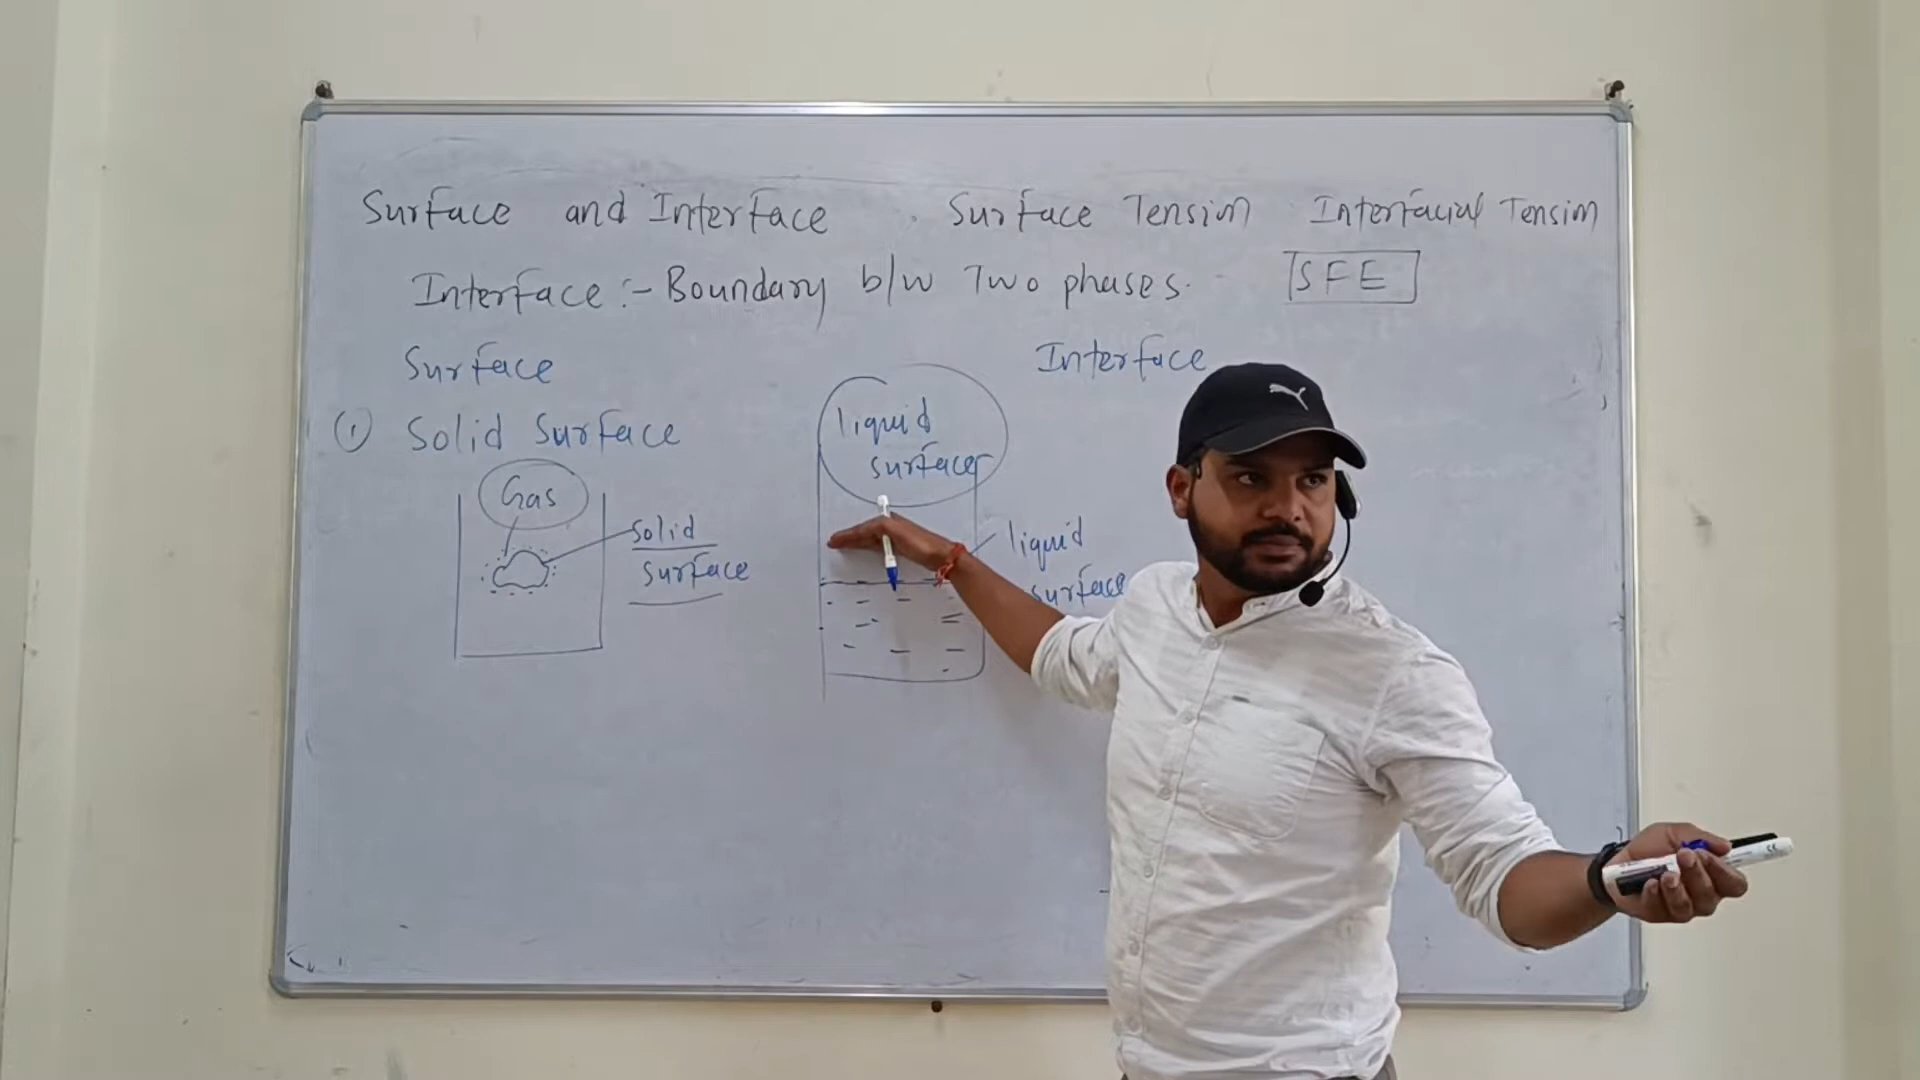 Surface and Interface . Surface Tension Interfacial Tension
Interface :- Boundary b/w Two phases. SFE
Surface
Interface
① Solid Surface
liquid
surface
Gas
solid
surface
liquid
surface